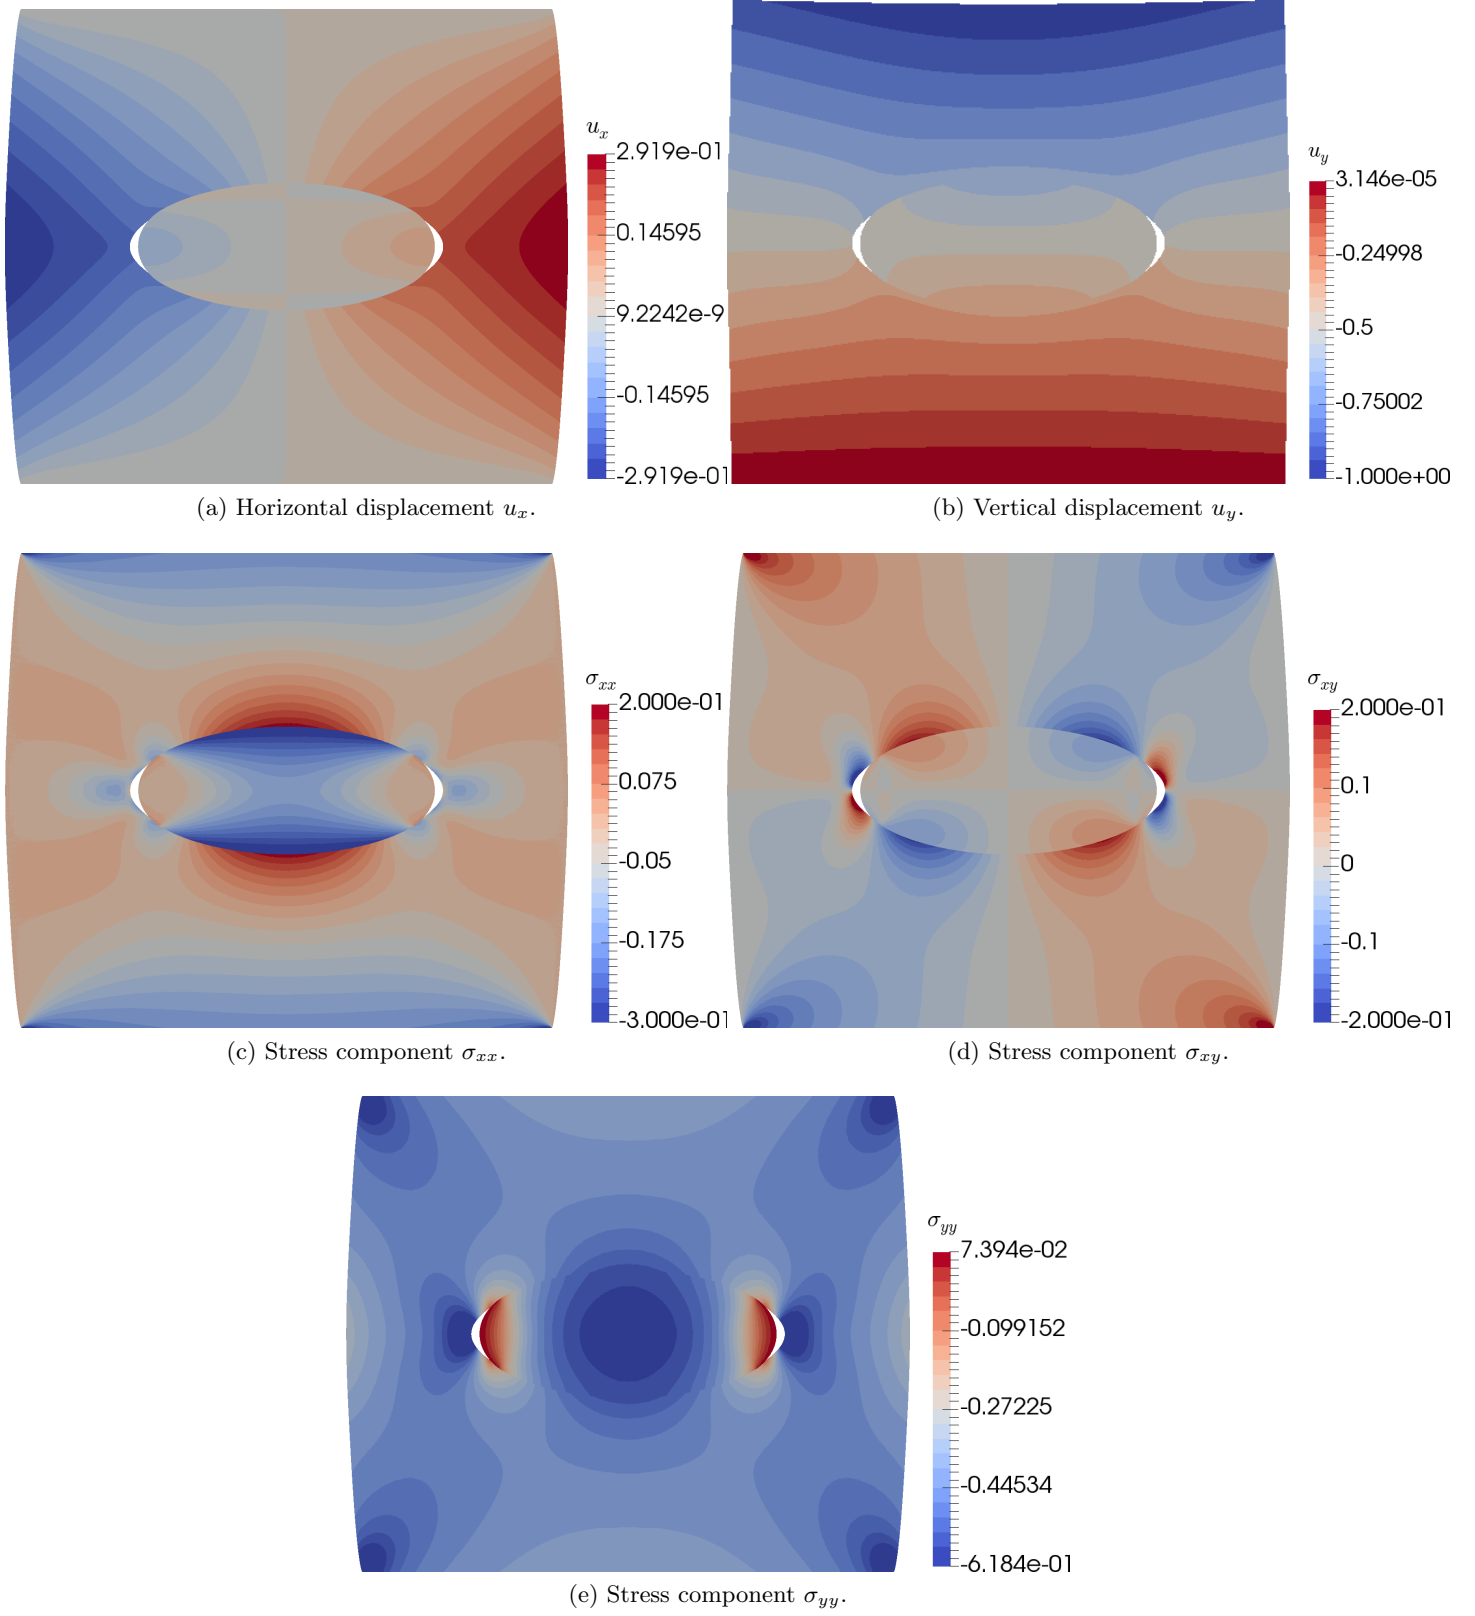 u_x
2.919e-01
0.14595
9.2242e-9
-0.14595
-2.919e-01
(a) Horizontal displacement u_x.
u_y
3.146e-05
-0.24998
-0.5
-0.75002
-1.000e+00
(b) Vertical displacement u_y.
σ_xx
2.000e-01
0.075
-0.05
-0.175
-3.000e-01
(c) Stress component σ_xx.
σ_xy
2.000e-01
0.1
0
-0.1
-2.000e-01
(d) Stress component σ_xy.
σ_yy
7.394e-02
-0.099152
-0.27225
-0.44534
-6.184e-01
(e) Stress component σ_yy.